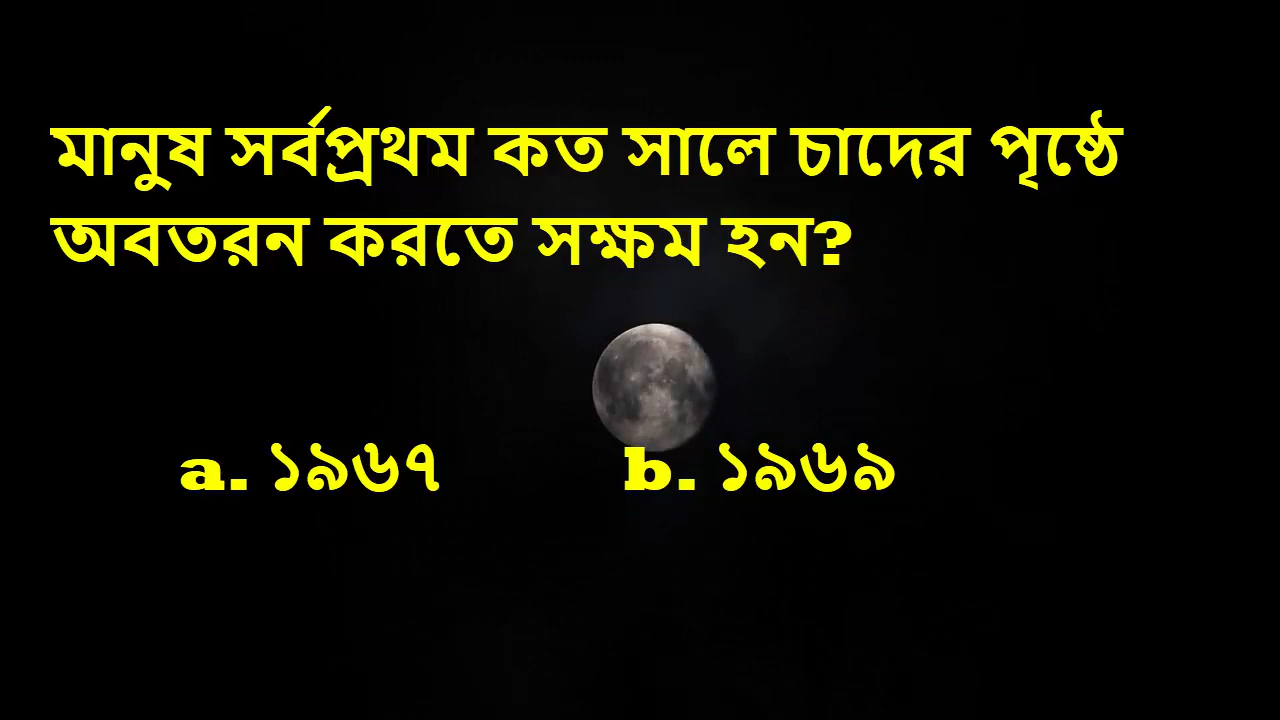 মানুষ সর্বপ্রথম কত সালে চাদের পৃষ্ঠে
অবতরন করতে সক্ষম হন?
a. ১৯৬৭ b. ১৯৬৯